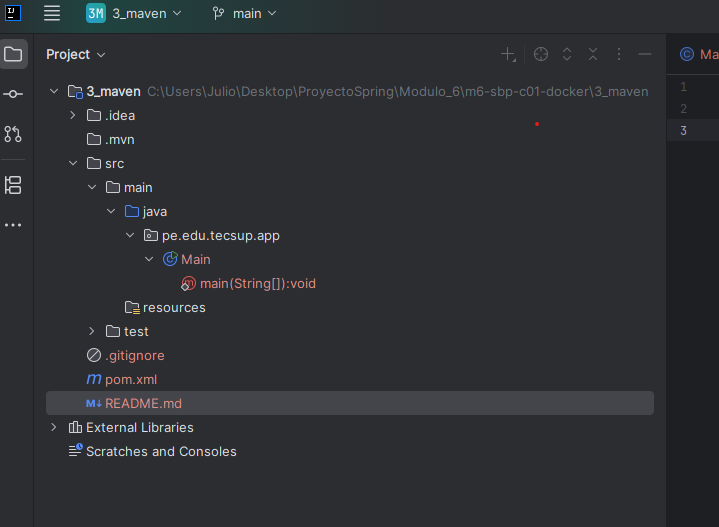 IJ
3M 3_maven main
Project
3_maven C:\Users\Julio\Desktop\ProyectoSpring\Modulo_6\m6-sbp-c01-docker\3_maven
Ma
1
.idea
2
.mvn
3
src
main
java
pe.edu.tecsup.app
Main
main(String[]):void
resources
test
.gitignore
pom.xml
README.md
External Libraries
Scratches and Consoles